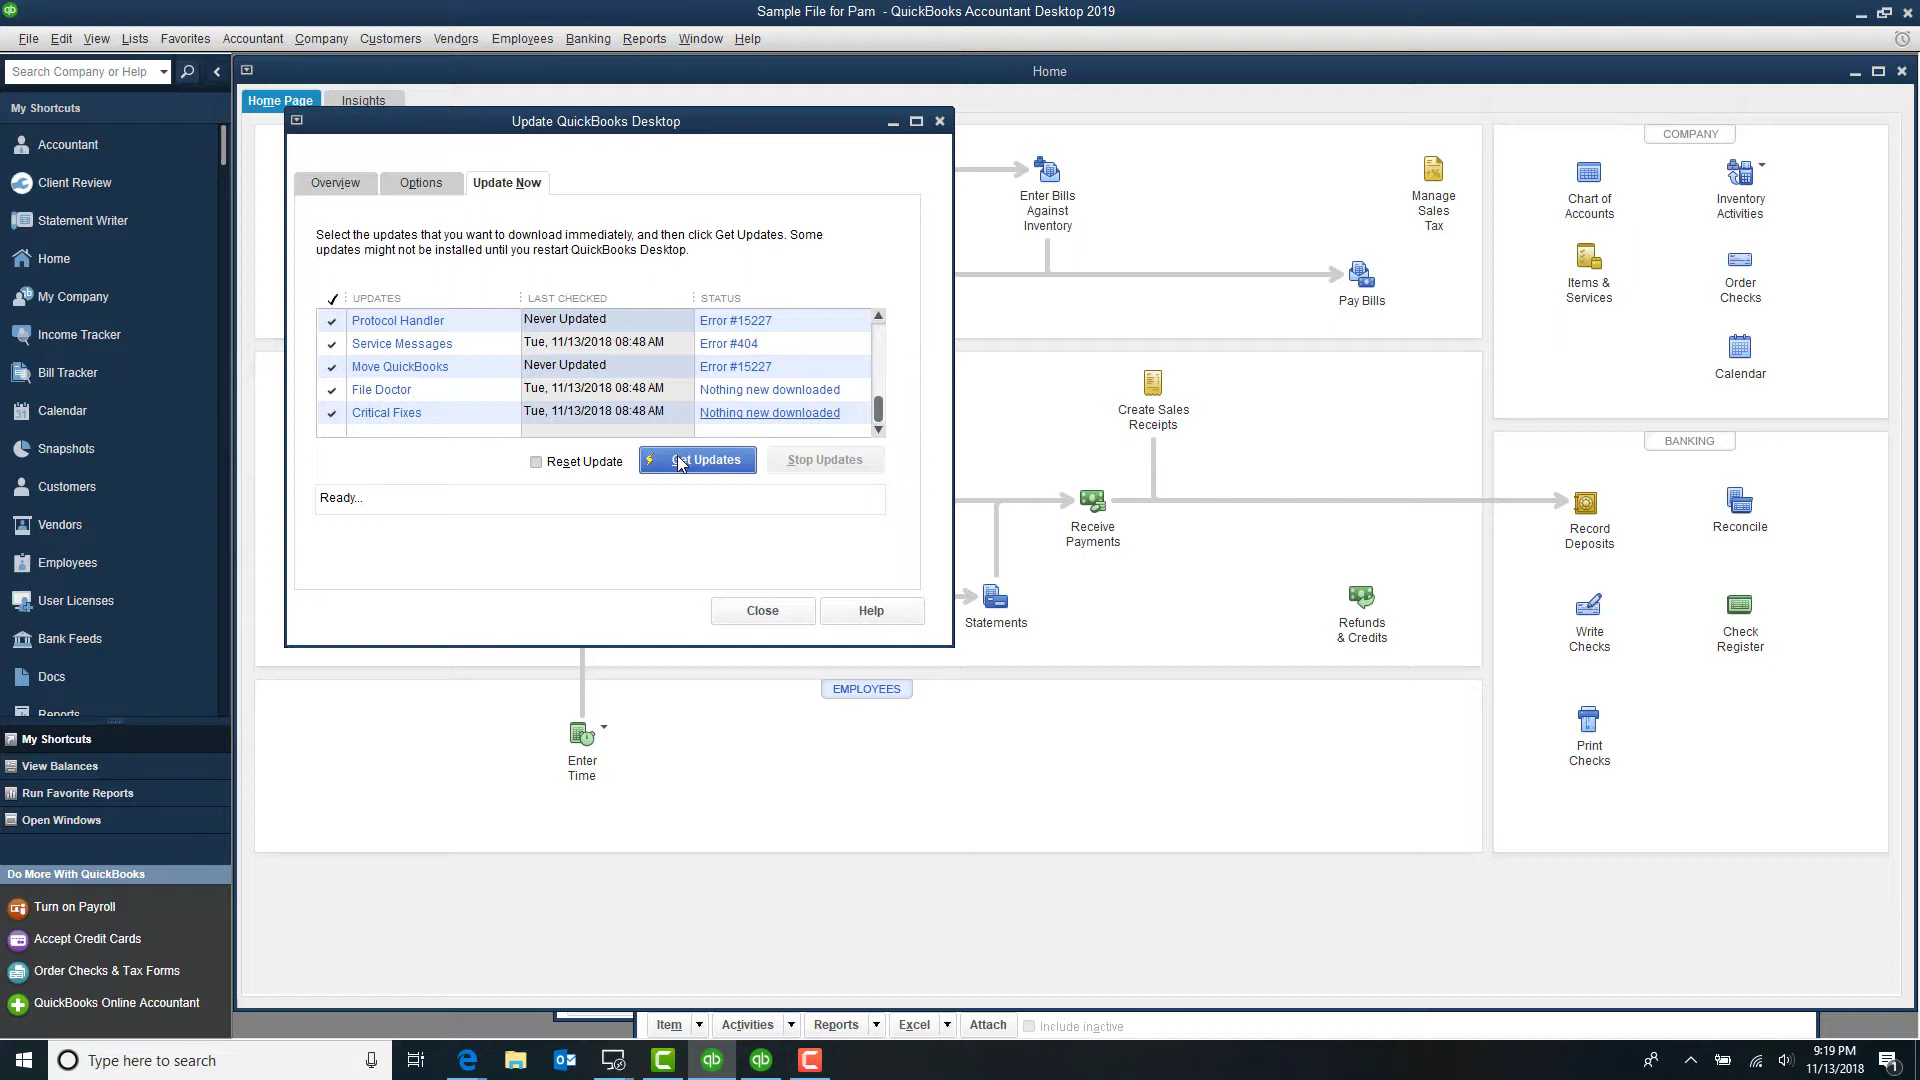 Sample File for Pam - QuickBooks Accountant Desktop 2019
File Edit View Lists Favorites Accountant Company Customers Vendors Employees Banking Reports Window Help
Search Company or Help
My Shortcuts
Accountant
Client Review
Statement Writer
Home
My Company
Income Tracker
Bill Tracker
Calendar
Snapshots
Customers
Vendors
Employees
User Licenses
Bank Feeds
Docs
Reports
My Shortcuts
View Balances
Run Favorite Reports
Open Windows
Do More With QuickBooks
Turn on Payroll
Accept Credit Cards
Order Checks & Tax Forms
QuickBooks Online Accountant
Home
Home Page Insights
Update QuickBooks Desktop
Overview Options Update Now
Select the updates that you want to download immediately, and then click Get Updates. Some
updates might not be installed until you restart QuickBooks Desktop.
UPDATES LAST CHECKED STATUS
Protocol Handler Never Updated Error #15227
Service Messages Tue, 11/13/2018 08:48 AM Error #404
Move QuickBooks Never Updated Error #15227
File Doctor Tue, 11/13/2018 08:48 AM Nothing new downloaded
Critical Fixes Tue, 11/13/2018 08:48 AM Nothing new downloaded
Reset Update Get Updates Stop Updates
Ready...
Close Help
Enter Bills
Against
Inventory
Manage
Sales
Tax
Pay Bills
Create Sales
Receipts
Receive
Payments
Statements
Refunds
& Credits
EMPLOYEES
Enter
Time
COMPANY
Chart of
Accounts
Inventory
Activities
Items &
Services
Order
Checks
Calendar
BANKING
Record
Deposits
Reconcile
Write
Checks
Check
Register
Print
Checks
Item Activities Reports Excel Attach Include inactive
Type here to search
9:19 PM
11/13/2018
1